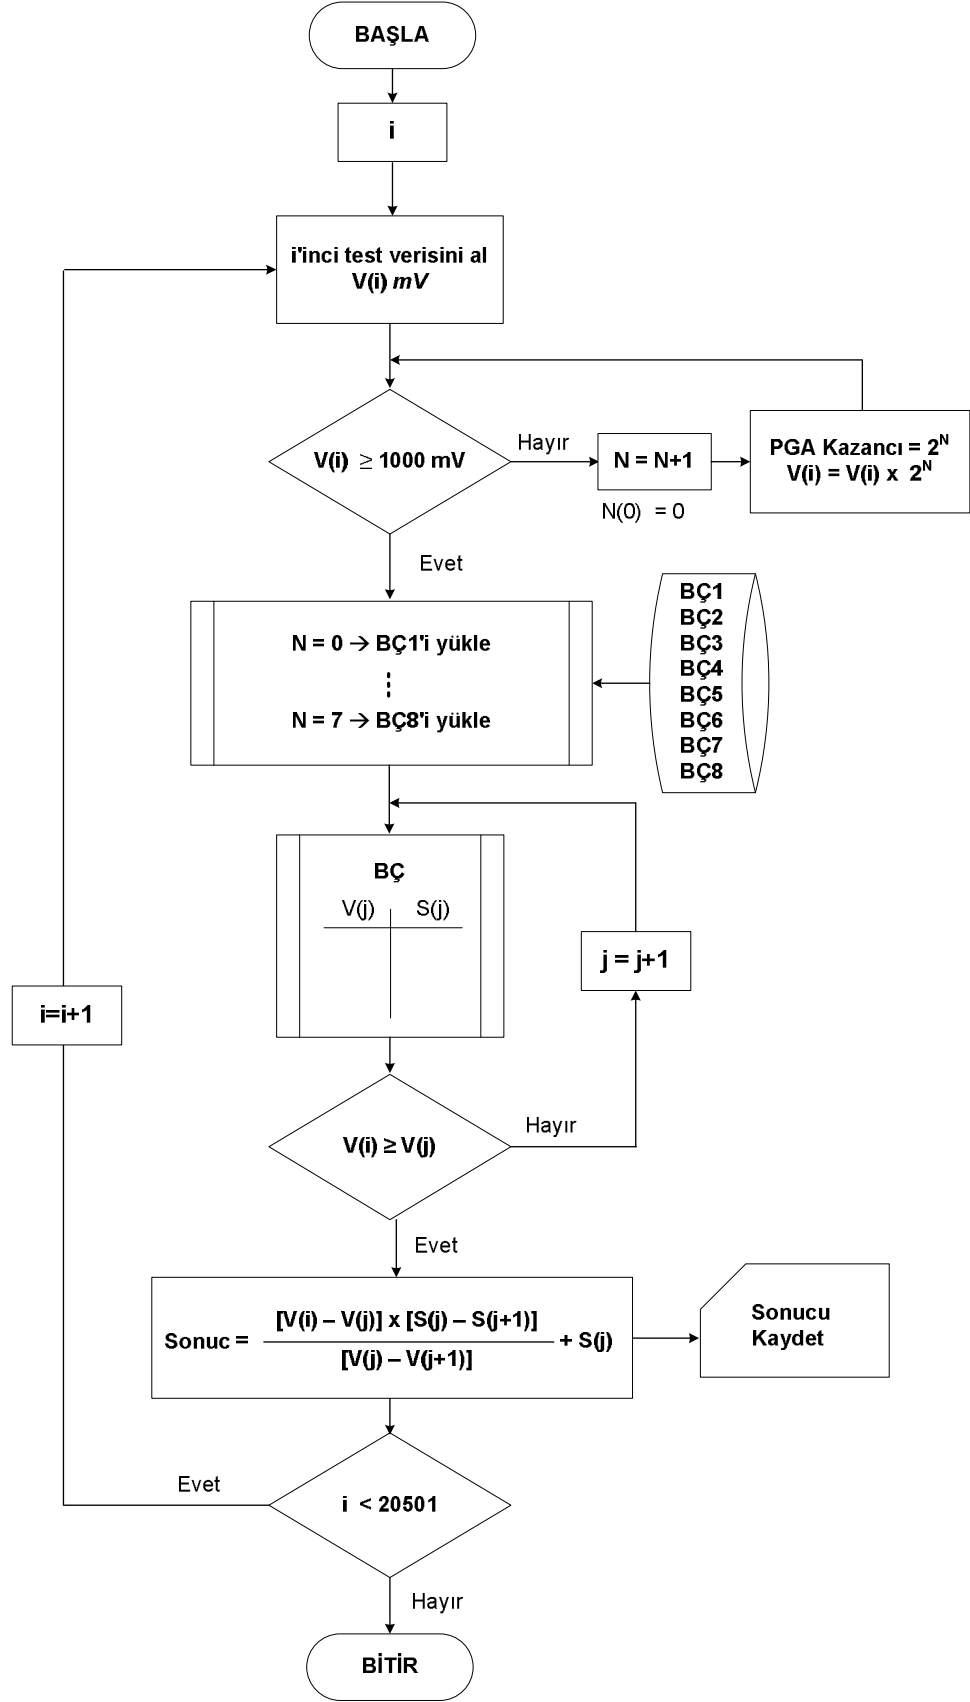 BAŞLA
i
i'inci test verisini al
V(i) mV
V(i) ≥ 1000 mV
Hayır
N = N+1
N(0) = 0
PGA Kazancı = 2^N
V(i) = V(i) x 2^N
Evet
N = 0 → BÇ1'i yükle
⋮
N = 7 → BÇ8'i yükle
BÇ1
BÇ2
BÇ3
BÇ4
BÇ5
BÇ6
BÇ7
BÇ8
BÇ
V(j) S(j)
j = j+1
i=i+1
V(i) ≥ V(j)
Hayır
Evet
Sonuc = [V(i) – V(j)] x [S(j) – S(j+1)] / [V(j) – V(j+1)] + S(j)
Sonucu
Kaydet
i < 20501
Evet
Hayır
BİTİR